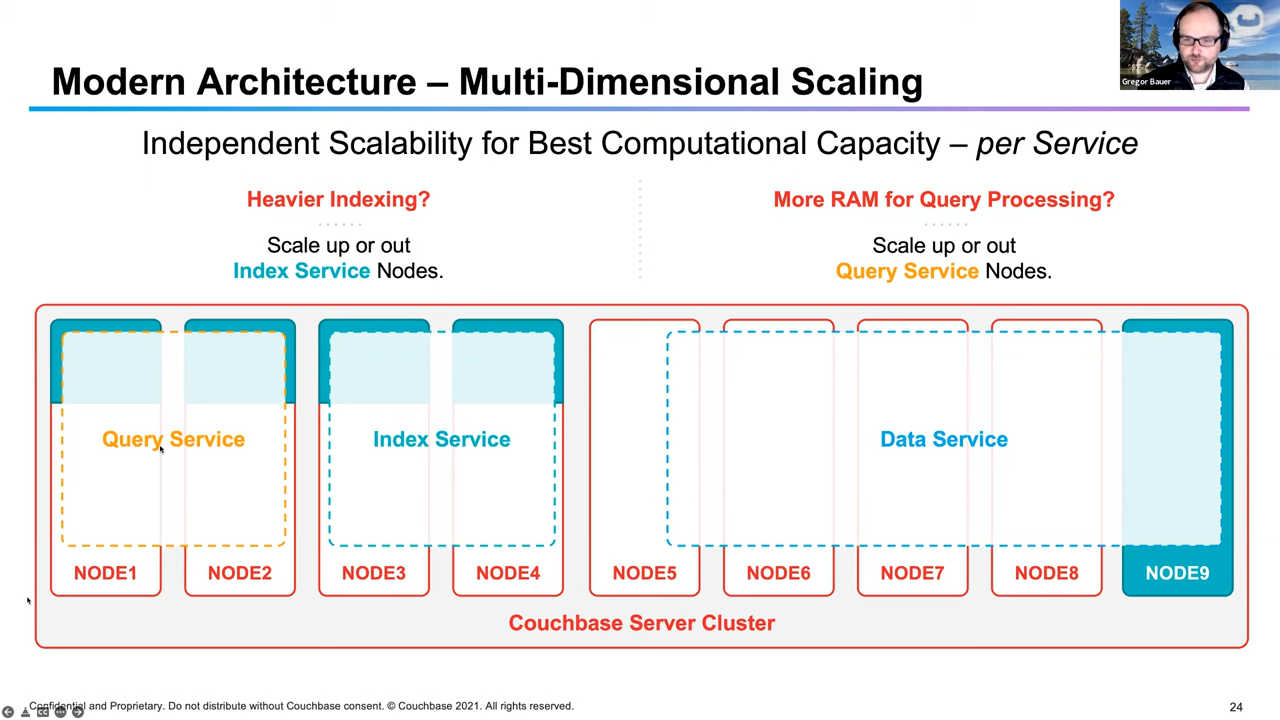 Gregor Bauer
Modern Architecture – Multi-Dimensional Scaling
Independent Scalability for Best Computational Capacity – per Service
Heavier Indexing?
Scale up or out
Index Service Nodes.
More RAM for Query Processing?
Scale up or out
Query Service Nodes.
Query Service
Index Service
Data Service
NODE1
NODE2
NODE3
NODE4
NODE5
NODE6
NODE7
NODE8
NODE9
Couchbase Server Cluster
Confidential and Proprietary. Do not distribute without Couchbase consent. © Couchbase 2021. All rights reserved.
24